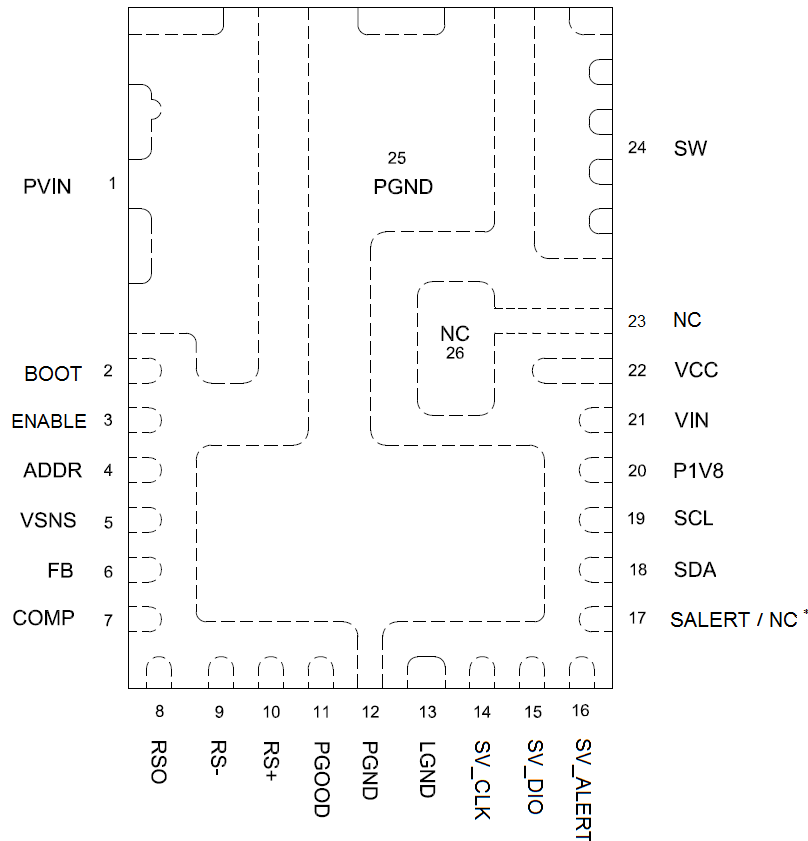 25
PGND
24 SW
PVIN 1
23 NC
NC
26
BOOT 2
22 VCC
ENABLE 3
21 VIN
ADDR 4
20 P1V8
VSNS 5
19 SCL
FB 6
18 SDA
COMP 7
17 SALERT / NC *
8 9 10 11 12 13 14 15 16
RSO
RS-
RS+
PGOOD
PGND
LGND
SV_CLK
SV_DIO
SV_ALERT